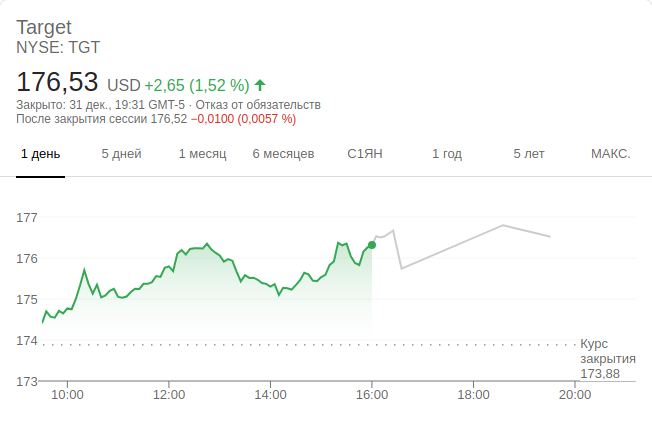 Target
NYSE: TGT
176,53 USD +2,65 (1,52 %)
Закрыто: 31 дек., 19:31 GMT-5 · Отказ от обязательств
После закрытия сессии 176,52 −0,0100 (0,0057 %)
1 день 5 дней 1 месяц 6 месяцев С1ЯН 1 год 5 лет МАКС.
177
176
175
174
Курс
закрытия
173,88
173
10:00 12:00 14:00 16:00 18:00 20:00